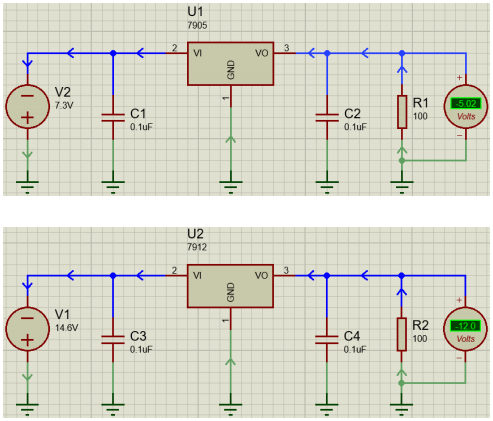 U1
7905
2
VI
VO
3
GND
1
V2
7.3V
C1
0.1uF
C2
0.1uF
R1
100
+
-5.02
Volts
−
U2
7912
2
VI
VO
3
GND
1
V1
14.6V
C3
0.1uF
C4
0.1uF
R2
100
+
-12.0
Volts
−